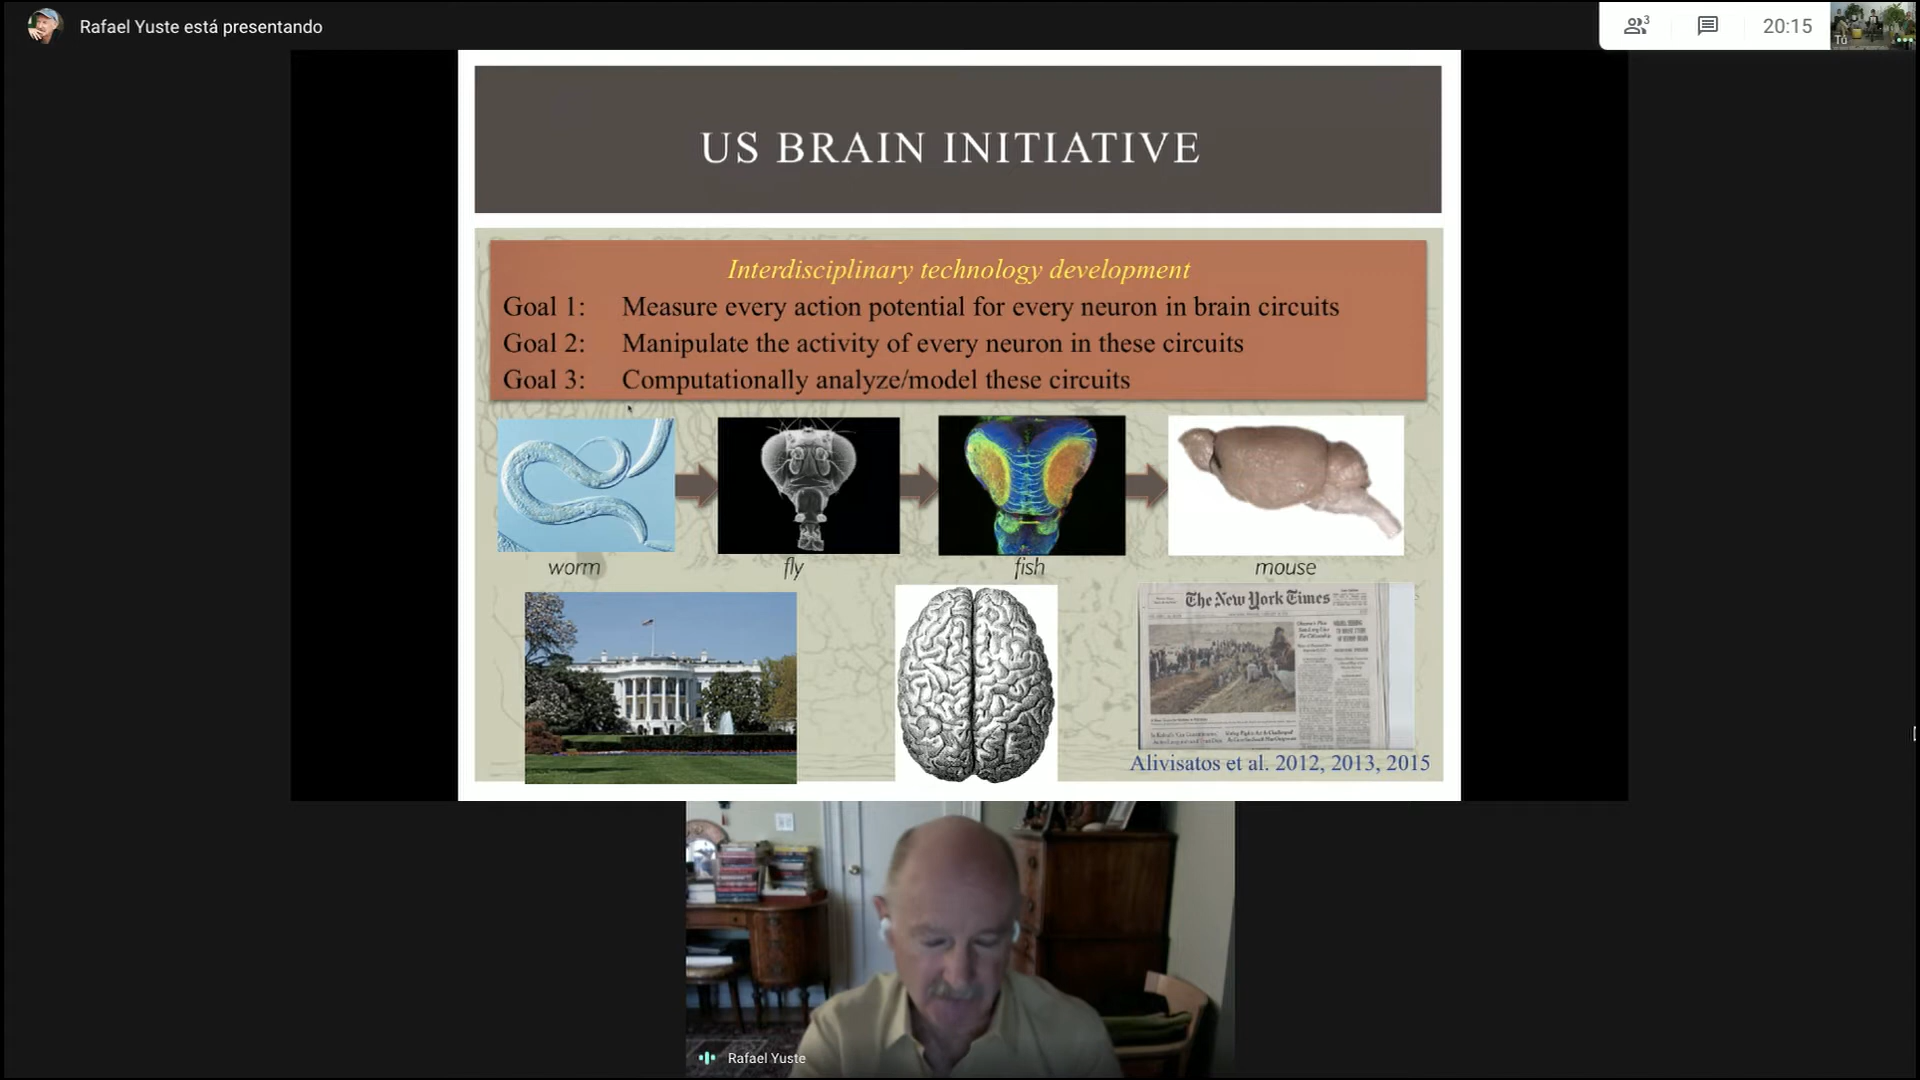 Rafael Yuste está presentando
3
20:15
Tú
US BRAIN INITIATIVE
Interdisciplinary technology development
Goal 1: Measure every action potential for every neuron in brain circuits
Goal 2: Manipulate the activity of every neuron in these circuits
Goal 3: Computationally analyze/model these circuits
worm
fly
fish
mouse
The New York Times
Alivisatos et al. 2012, 2013, 2015
Rafael Yuste